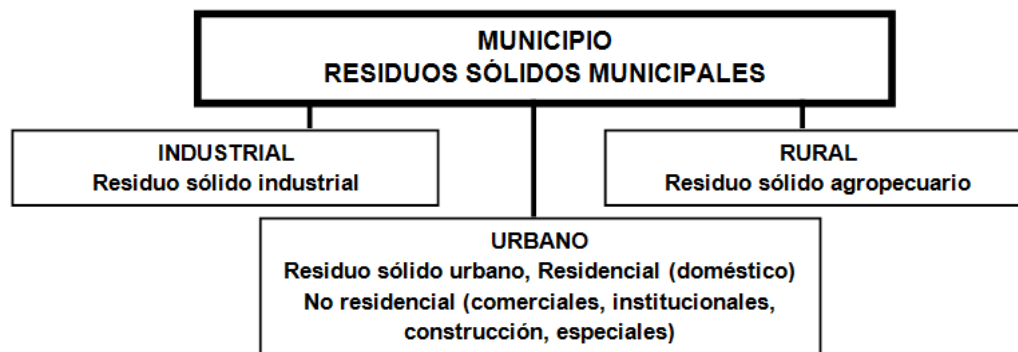 MUNICIPIO
RESIDUOS SÓLIDOS MUNICIPALES
INDUSTRIAL
Residuo sólido industrial
RURAL
Residuo sólido agropecuario
URBANO
Residuo sólido urbano, Residencial (doméstico)
No residencial (comerciales, institucionales,
construcción, especiales)